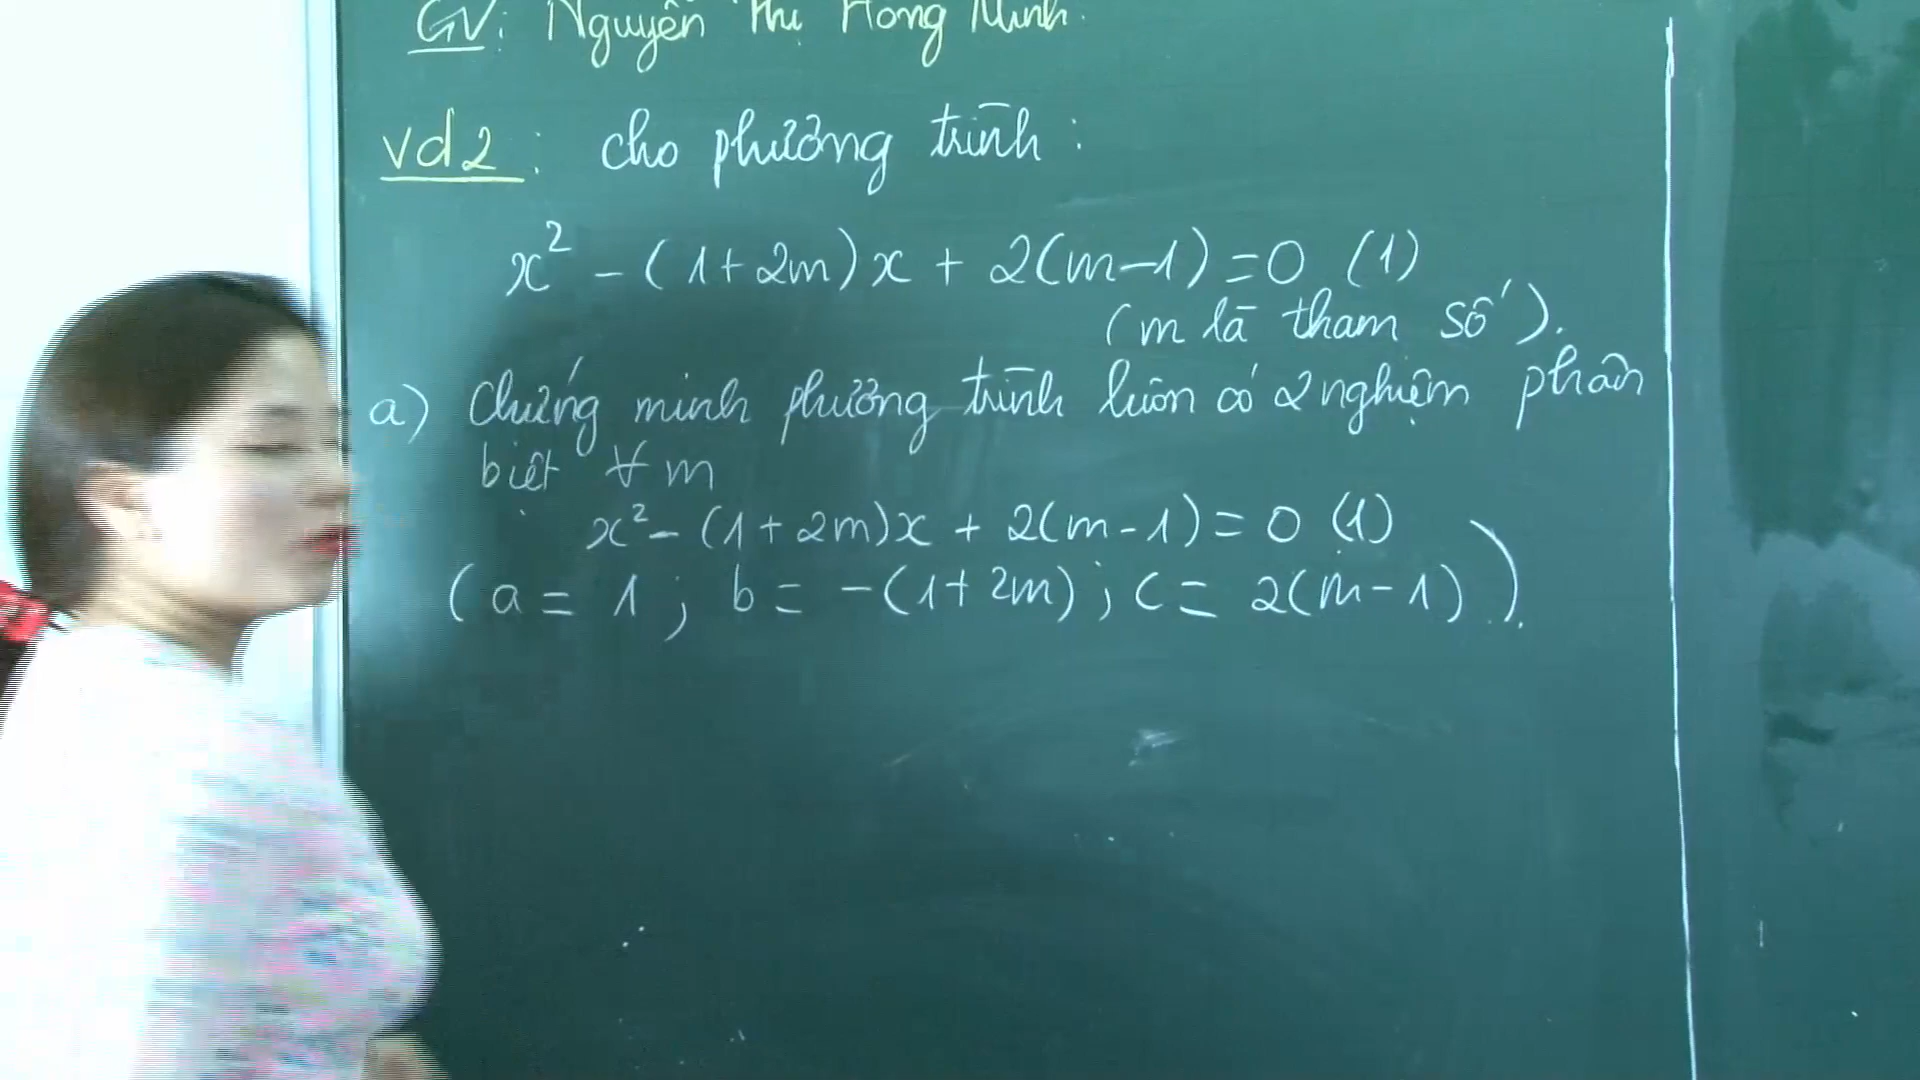 GV: Nguyễn Thị Hồng Minh.
vd2: cho phương trình:
x² - (1+2m)x + 2(m-1) = 0 (1)
(m là tham số).
a) Chứng minh phương trình luôn có 2 nghiệm phân
biệt ∀ m
x² - (1+2m)x + 2(m-1) = 0 (1)
(a = 1; b = -(1+2m); c = 2(m-1)).